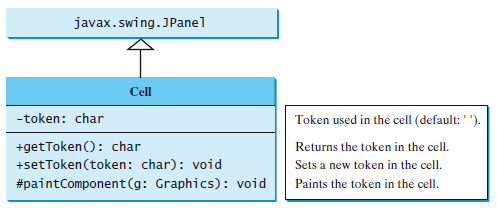 javax.swing.JPanel
Cell
-token: char
+getToken(): char
+setToken(token: char): void
#paintComponent(g: Graphics): void
Token used in the cell (default: ' ').
Returns the token in the cell.
Sets a new token in the cell.
Paints the token in the cell.